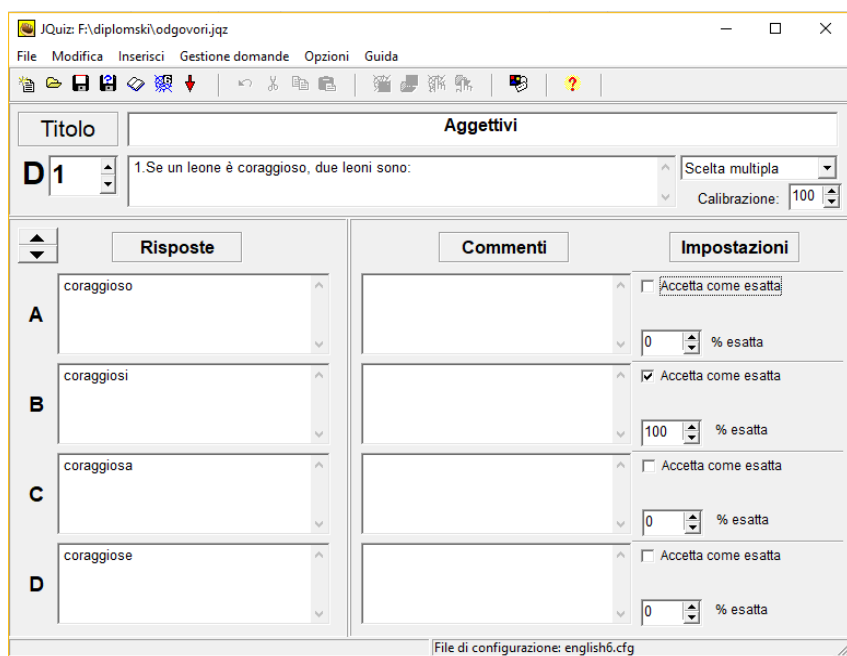 JQuiz: F:\diplomski\odgovori.jqz
File Modifica Inserisci Gestione domande Opzioni Guida
Titolo Aggettivi
D 1 1.Se un leone è coraggioso, due leoni sono: Scelta multipla
Calibrazione: 100
Risposte Commenti Impostazioni
A coraggioso Accetta come esatta
0 % esatta
B coraggiosi Accetta come esatta
100 % esatta
C coraggiosa Accetta come esatta
0 % esatta
D coraggiose Accetta come esatta
0 % esatta
File di configurazione: english6.cfg